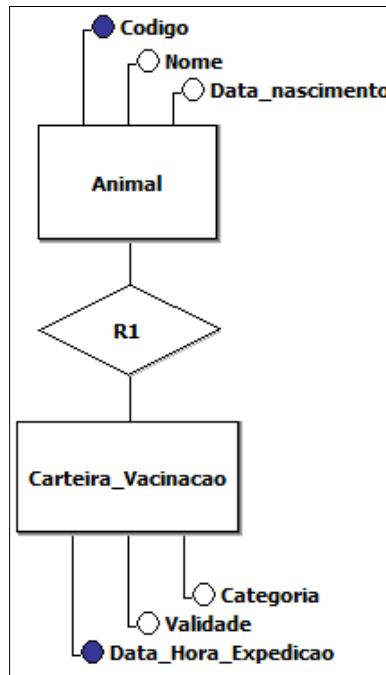 Codigo
Nome
Data_nascimento
Animal
R1
Carteira_Vacinacao
Categoria
Validade
Data_Hora_Expedicao